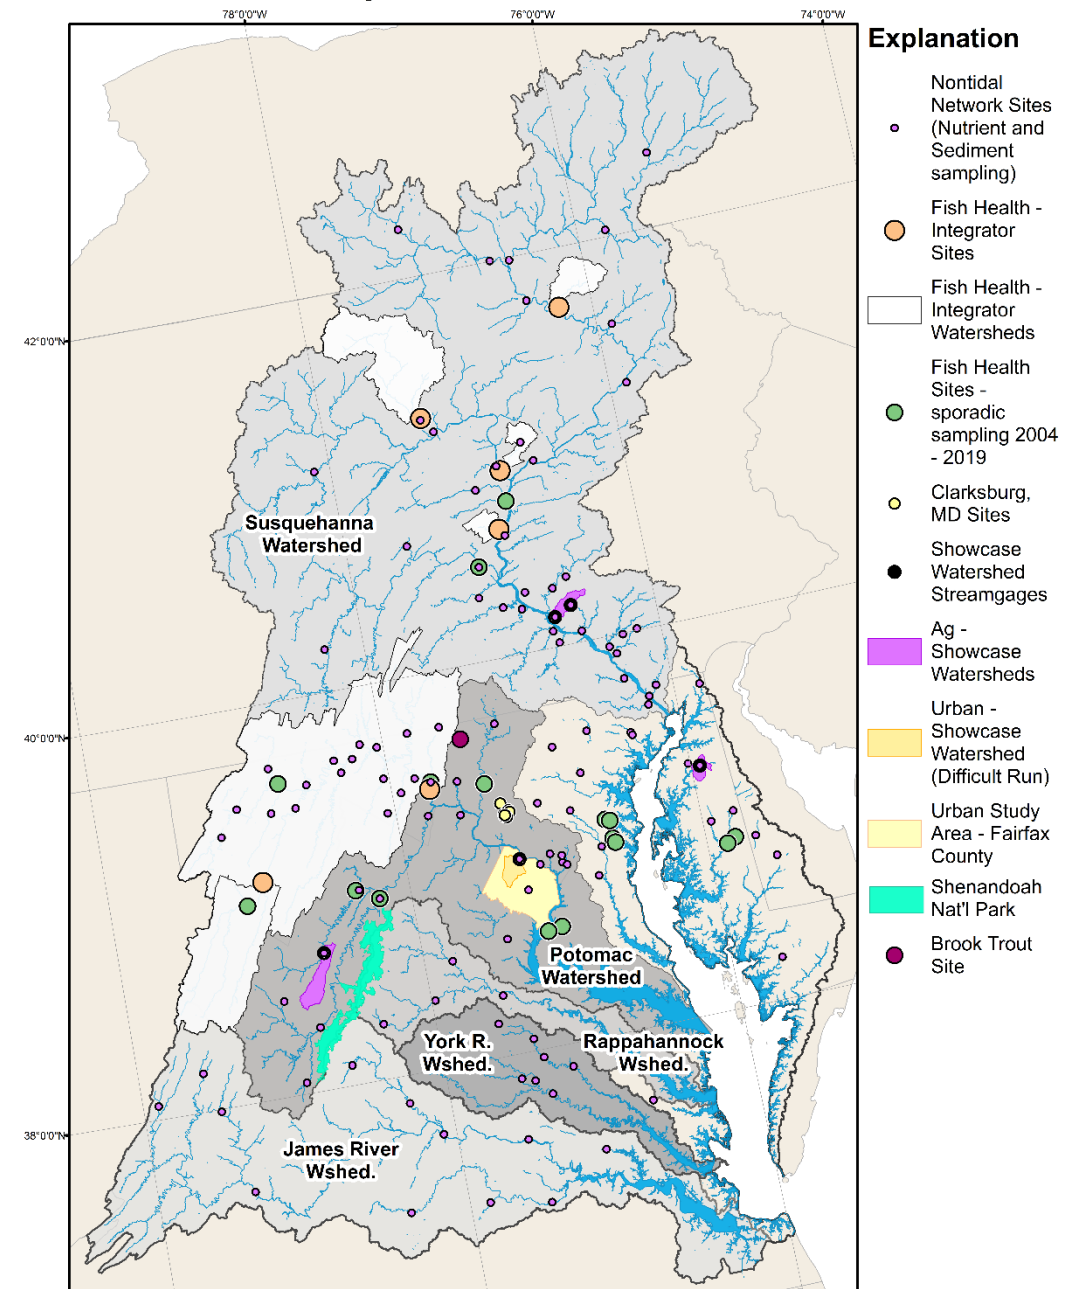 78°0'0"W
76°0'0"W
74°0'0"W
42°0'0"N
40°0'0"N
38°0'0"N
Susquehanna
Watershed
Potomac
Watershed
York R.
Wshed.
Rappahannock
Wshed.
James River
Wshed.
Explanation
Nontidal
Network Sites
(Nutrient and
Sediment
sampling)
Fish Health -
Integrator
Sites
Fish Health -
Integrator
Watersheds
Fish Health
Sites -
sporadic
sampling 2004
- 2019
Clarksburg,
MD Sites
Showcase
Watershed
Streamgages
Ag -
Showcase
Watersheds
Urban -
Showcase
Watershed
(Difficult Run)
Urban Study
Area - Fairfax
County
Shenandoah
Nat'l Park
Brook Trout
Site